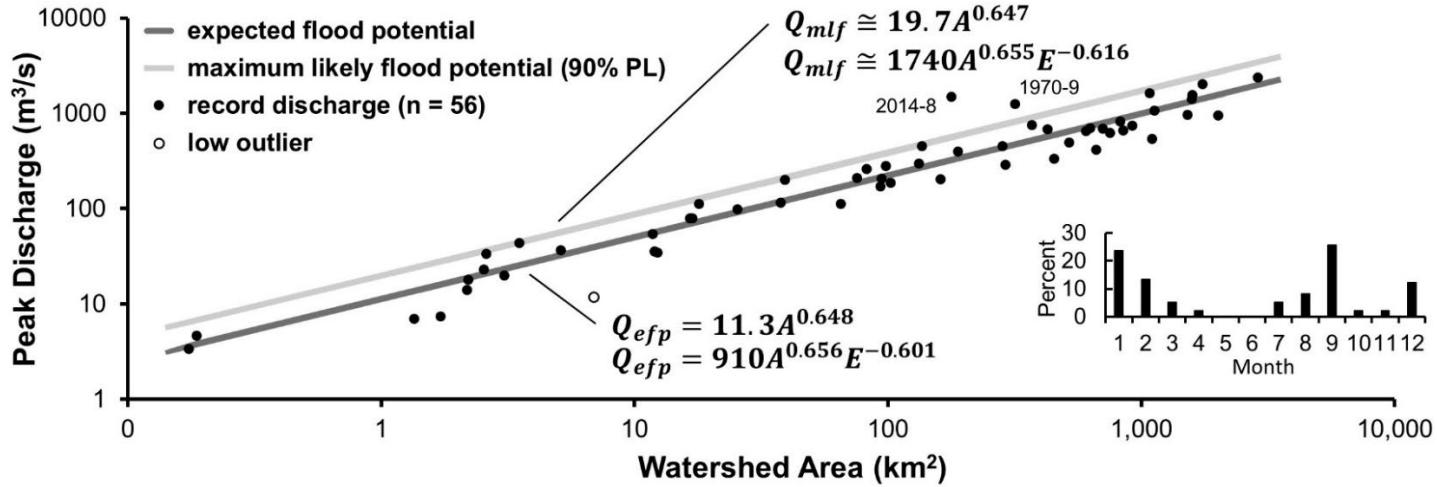 10000
1000
100
10
1
Peak Discharge (m³/s)
expected flood potential
maximum likely flood potential (90% PL)
record discharge (n = 56)
low outlier
Q_mlf ≅ 19.7A^0.647
Q_mlf ≅ 1740A^0.655E^−0.616
2014-8
1970-9
Q_efp = 11.3A^0.648
Q_efp = 910A^0.656E^−0.601
Percent
30
20
10
0
1 2 3 4 5 6 7 8 9 10 11 12
Month
0 1 10 100 1,000 10,000
Watershed Area (km²)